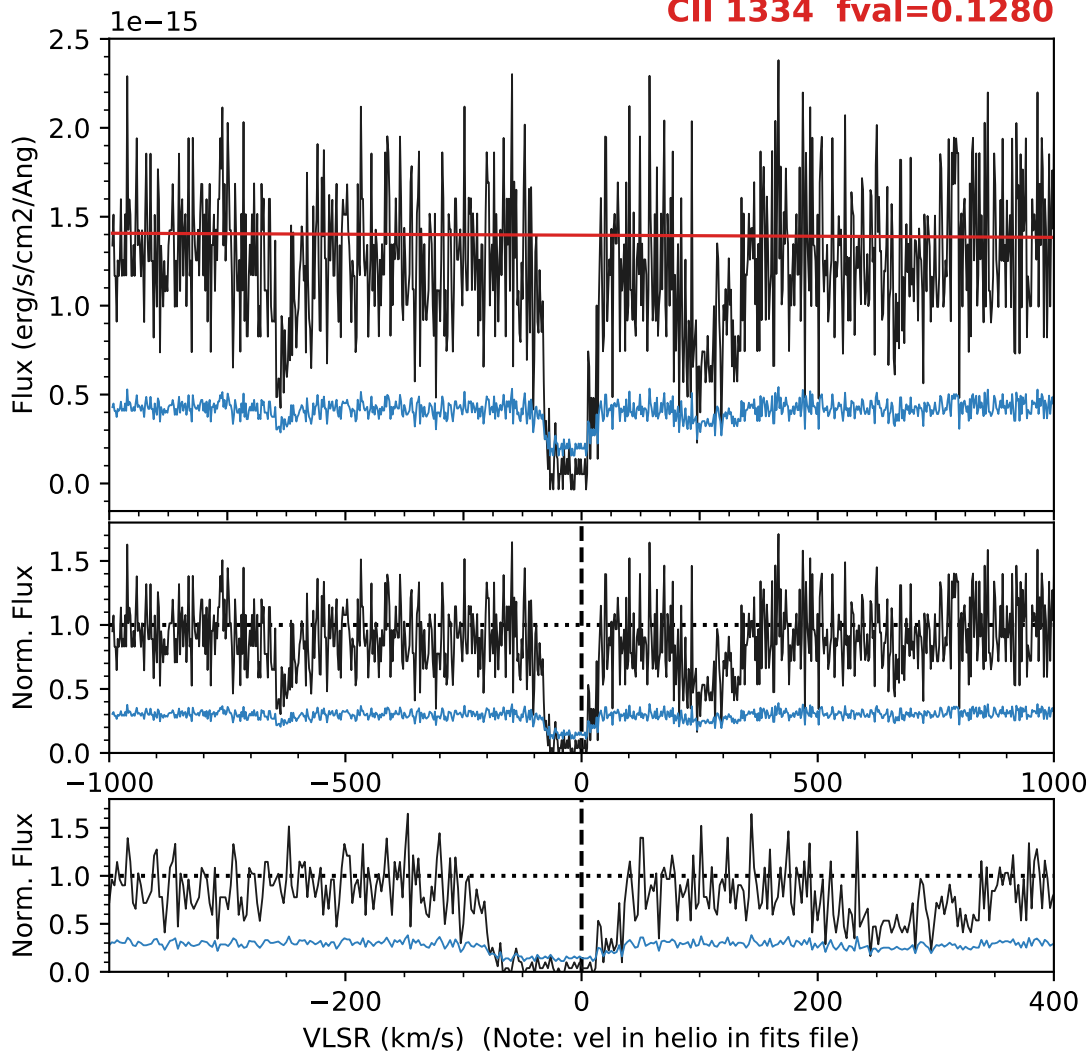 CII 1334 fval=0.1280
1e−15
2.5
2.0
1.5
1.0
0.5
0.0
Flux (erg/s/cm2/Ang)
1.5
1.0
0.5
0.0
Norm. Flux
−1000 −500 0 500 1000
1.5
1.0
0.5
0.0
Norm. Flux
−200 0 200 400
VLSR (km/s) (Note: vel in helio in fits file)